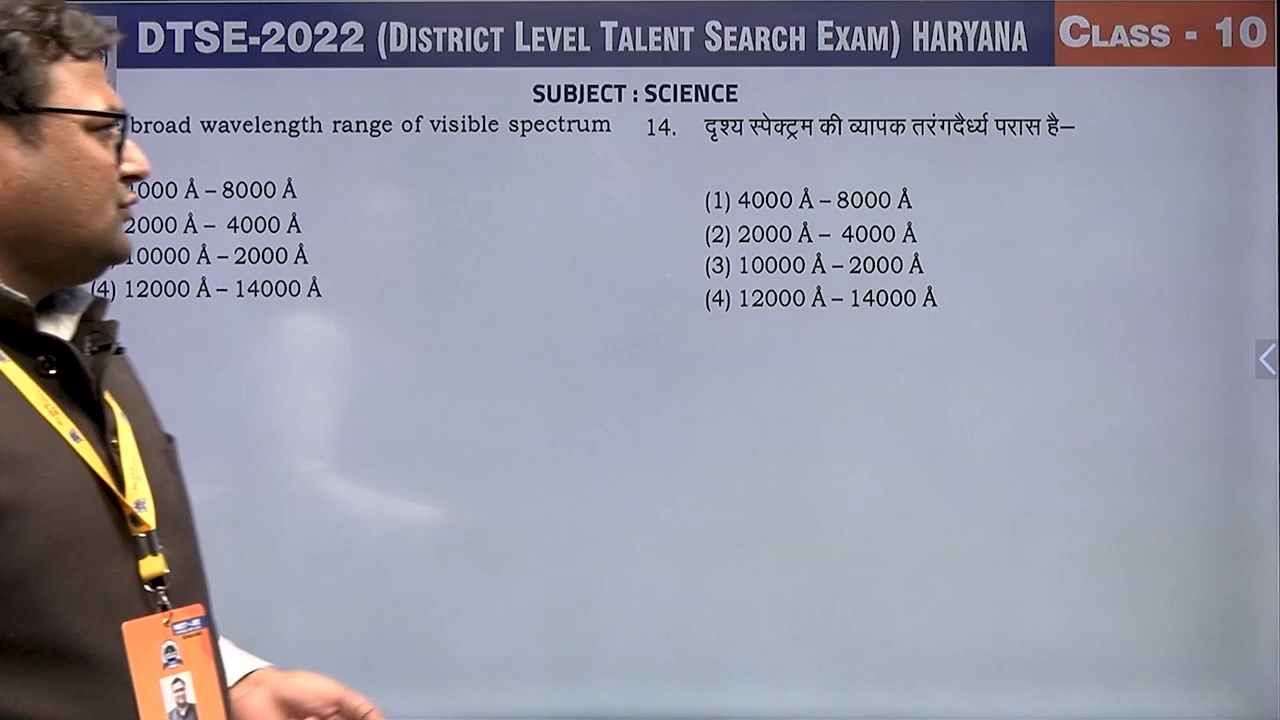 DTSE-2022 (DISTRICT LEVEL TALENT SEARCH EXAM) HARYANA CLASS - 10
SUBJECT : SCIENCE
broad wavelength range of visible spectrum
000 Å – 8000 Å
2000 Å – 4000 Å
10000 Å – 2000 Å
(4) 12000 Å – 14000 Å
14. दृश्य स्पेक्ट्रम की व्यापक तरंगदैर्ध्य परास है–
(1) 4000 Å – 8000 Å
(2) 2000 Å – 4000 Å
(3) 10000 Å – 2000 Å
(4) 12000 Å – 14000 Å